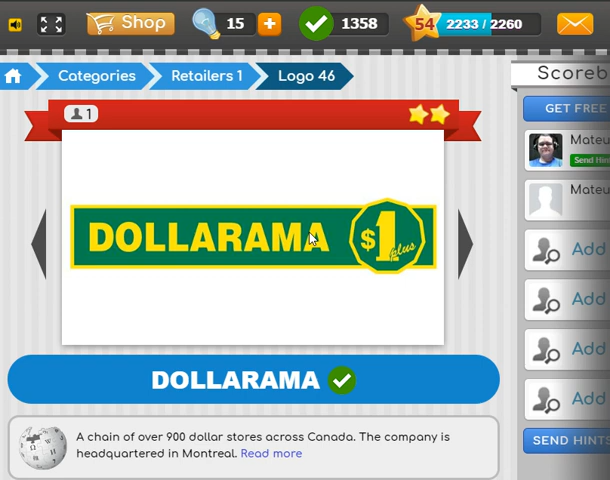 Shop
15
1358
54
2233 / 2260
Categories
Retailers 1
Logo 46
Scoreb
1
GET FREE
Mateu
Send Hin
Mateu
DOLLARAMA
$1 plus
Add
Add
Add
Add
DOLLARAMA
A chain of over 900 dollar stores across Canada. The company is
headquartered in Montreal. Read more
SEND HINTS